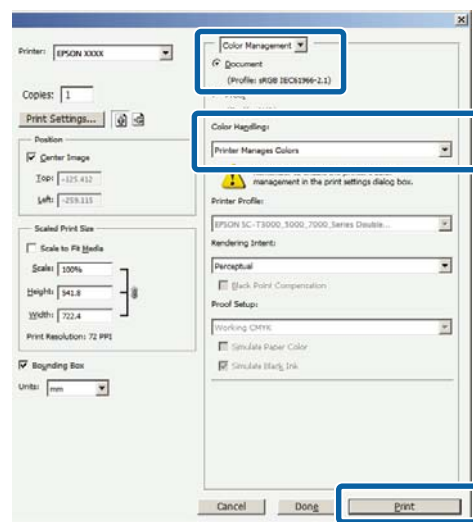 Printer: EPSON XXXX
Copies: 1
Print Settings...
Position
Center Image
Top: -125.412
Left: -259.115
Scaled Print Size
Scale to Fit Media
Scale: 100%
Height: 541.8
Width: 722.4
Print Resolution: 72 PPI
Bounding Box
Units: mm
Color Management
Document
(Profile: sRGB IEC61966-2.1)
Color Handling:
Printer Manages Colors
management in the print settings dialog box.
Printer Profile:
EPSON SC-T3000_5000_7000_Series Double...
Rendering Intent:
Perceptual
Black Point Compensation
Proof Setup:
Working CMYK
Simulate Paper Color
Simulate Black Ink
Cancel
Done
Print